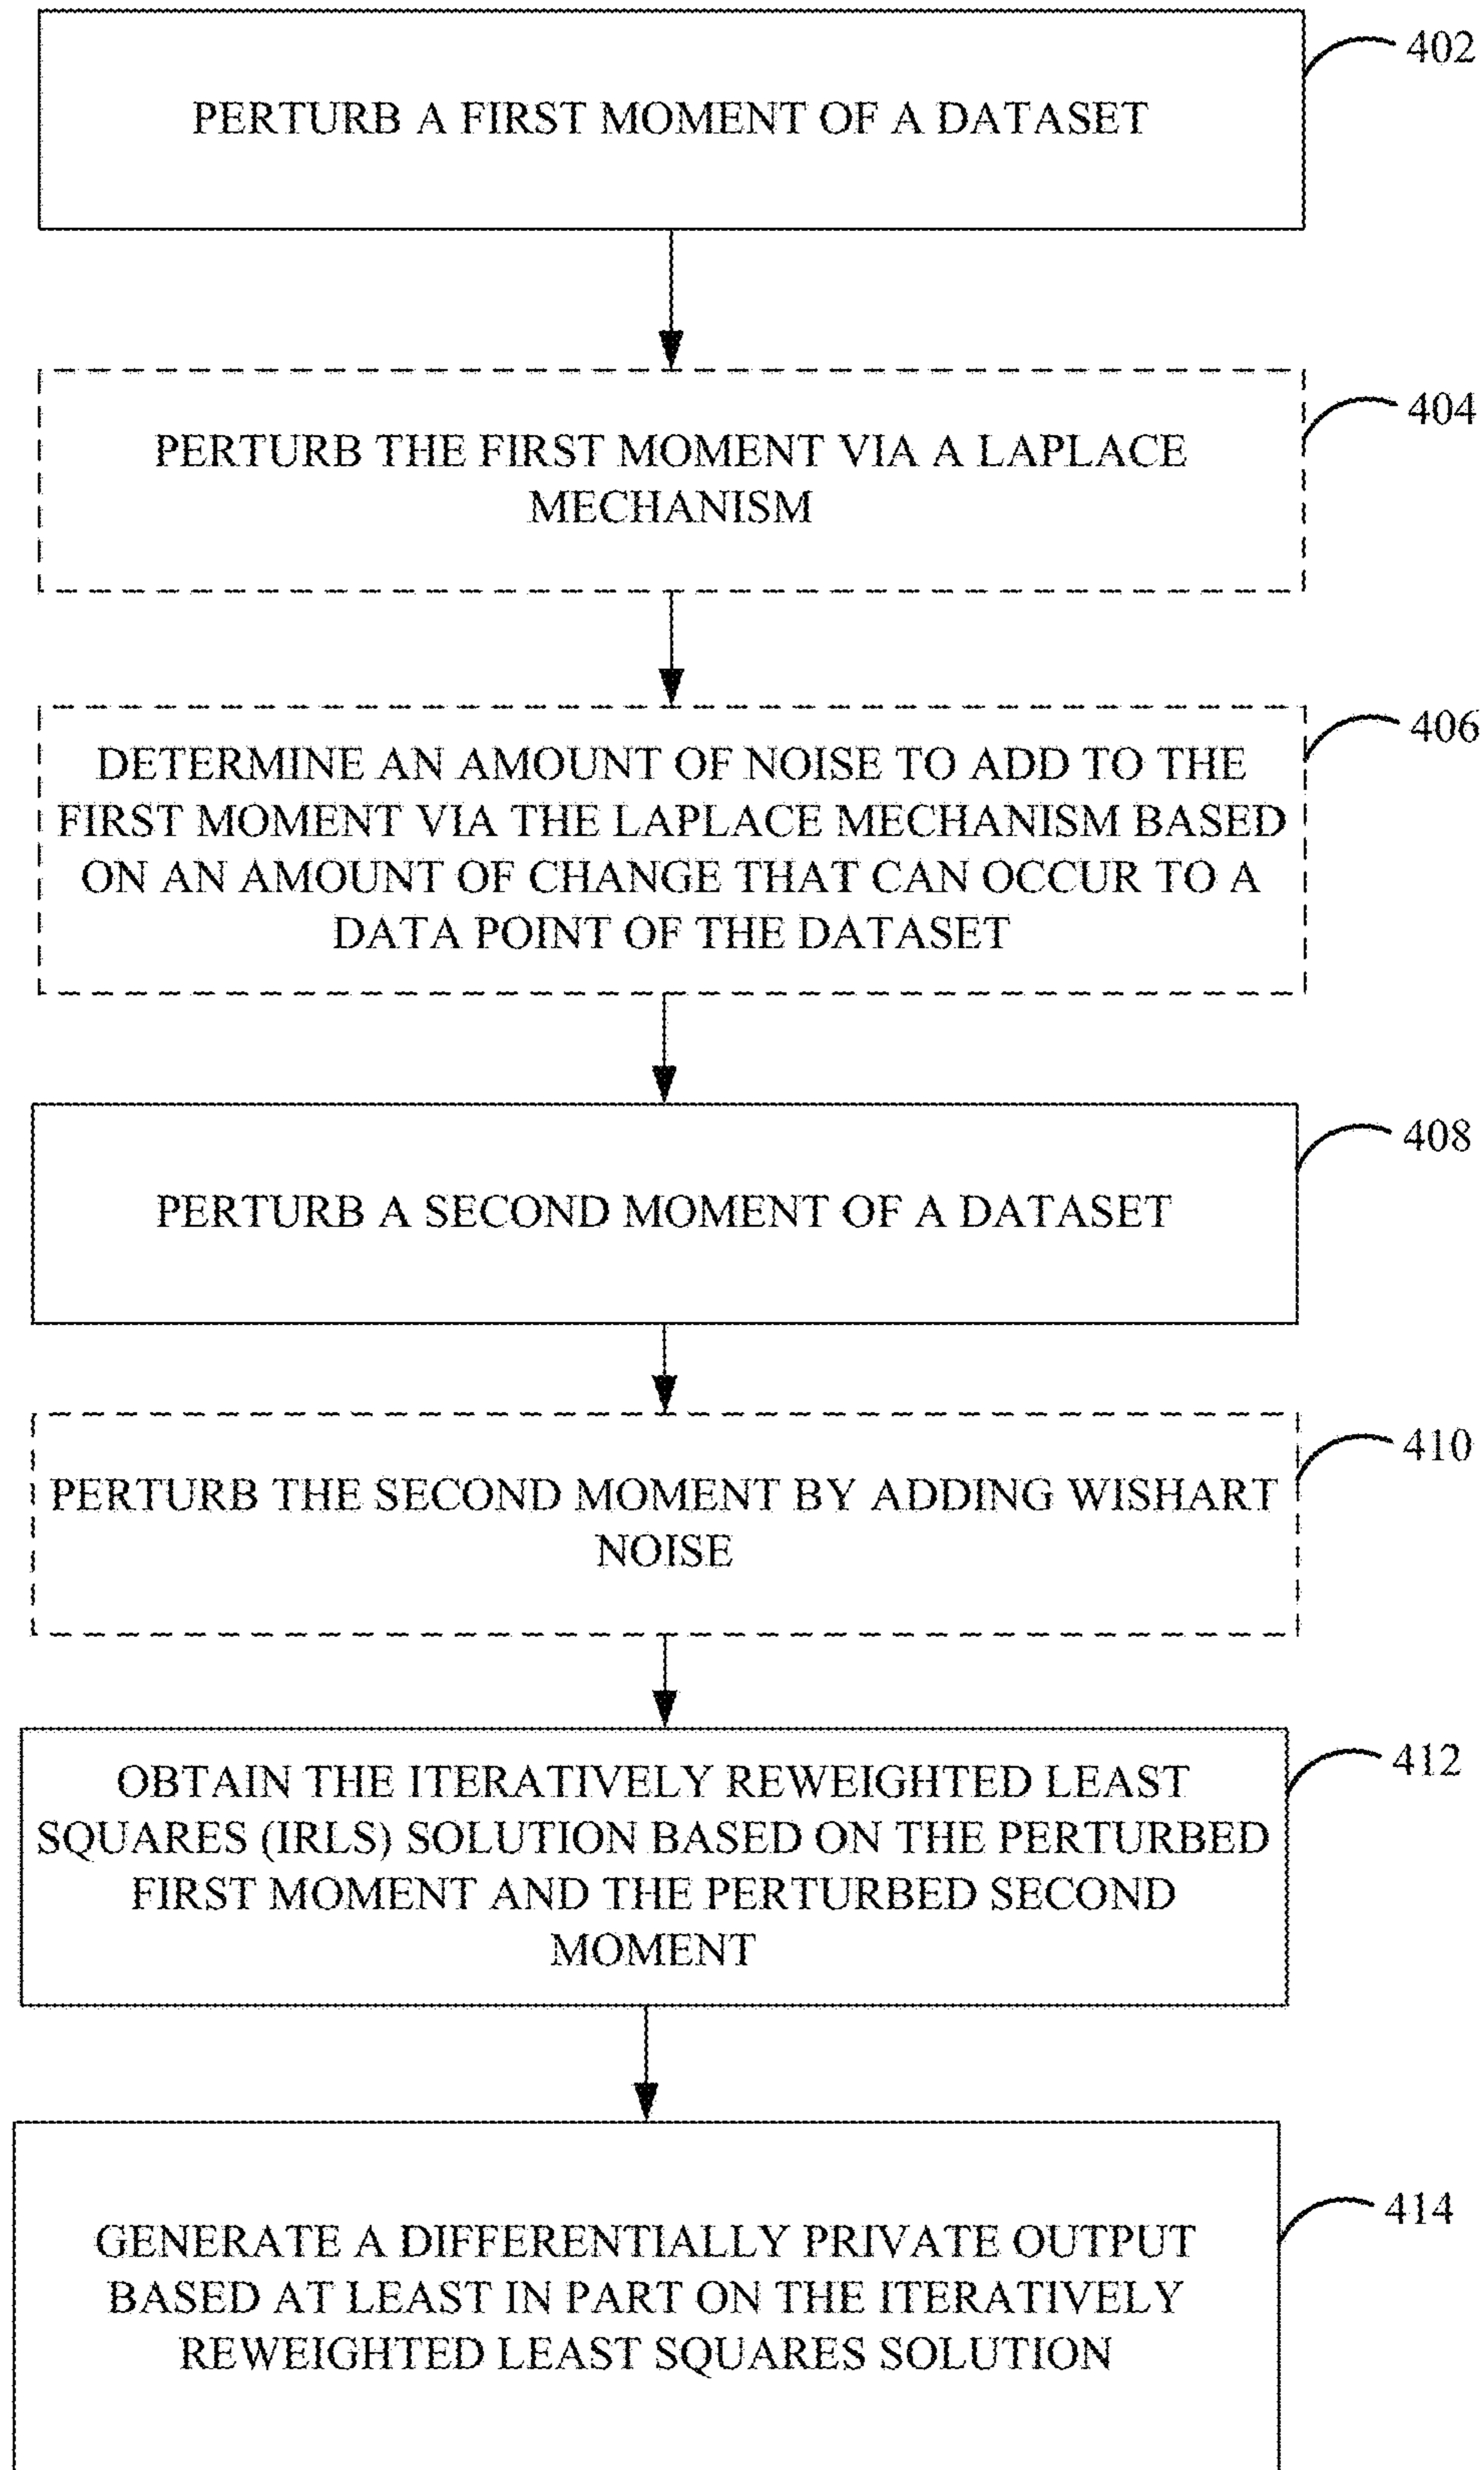 402
PERTURB A FIRST MOMENT OF A DATASET
404
PERTURB THE FIRST MOMENT VIA A LAPLACE
MECHANISM
406
DETERMINE AN AMOUNT OF NOISE TO ADD TO THE
FIRST MOMENT VIA THE LAPLACE MECHANISM BASED
ON AN AMOUNT OF CHANGE THAT CAN OCCUR TO A
DATA POINT OF THE DATASET
408
PERTURB A SECOND MOMENT OF A DATASET
410
PERTURB THE SECOND MOMENT BY ADDING WISHART
NOISE
412
OBTAIN THE ITERATIVELY REWEIGHTED LEAST
SQUARES (IRLS) SOLUTION BASED ON THE PERTURBED
FIRST MOMENT AND THE PERTURBED SECOND
MOMENT
414
GENERATE A DIFFERENTIALLY PRIVATE OUTPUT
BASED AT LEAST IN PART ON THE ITERATIVELY
REWEIGHTED LEAST SQUARES SOLUTION